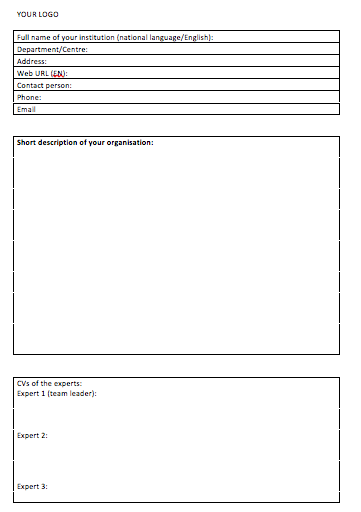 YOUR LOGO
Full name of your institution (national language/English):
Department/Centre:
Address:
Web URL (EN):
Contact person:
Phone:
Email
Short description of your organisation:
CVs of the experts:
Expert 1 (team leader):
Expert 2:
Expert 3: